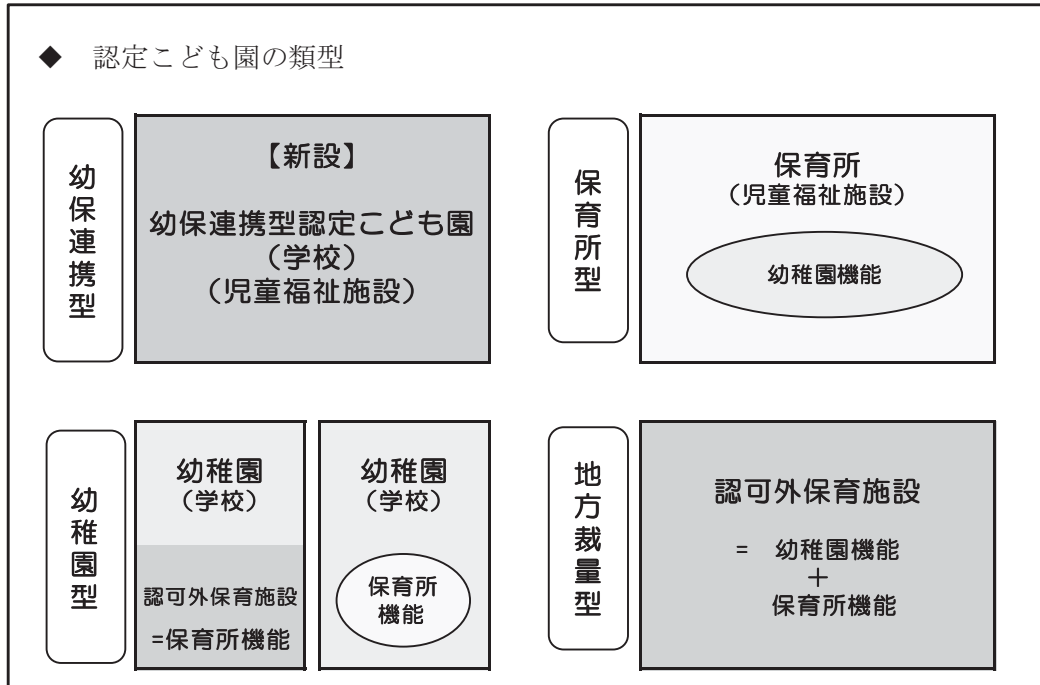 ◆ 認定こども園の類型
幼保連携型
【新設】
幼保連携型認定こども園
(学校)
(児童福祉施設)
保育所型
保育所
(児童福祉施設)
幼稚園機能
幼稚園型
幼稚園
(学校)
認可外保育施設
=保育所機能
幼稚園
(学校)
保育所
機能
地方裁量型
認可外保育施設
= 幼稚園機能
+
保育所機能